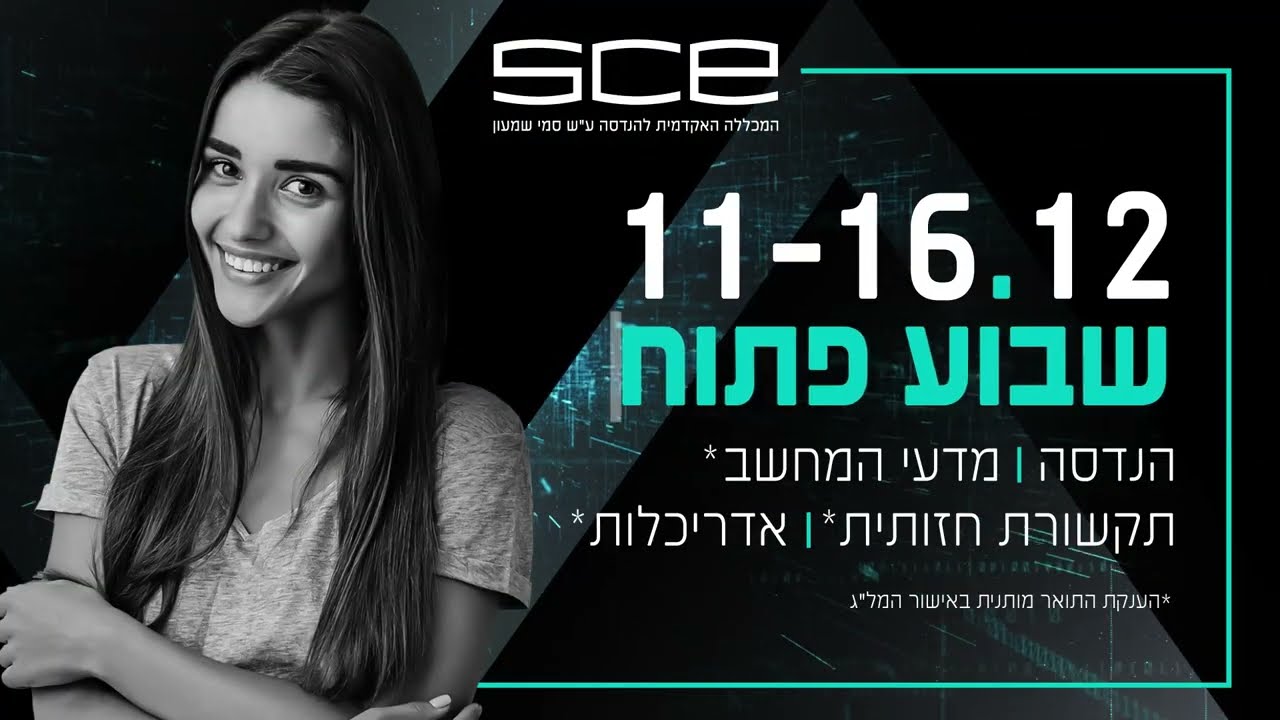 sce
המכללה האקדמית להנדסה ע"ש סמי שמעון
11-16.12
שבוע פתוח
הנדסה | מדעי המחשב*
תקשורת חזותית* | אדריכלות*
*הענקת התואר מותנית באישור המל"ג